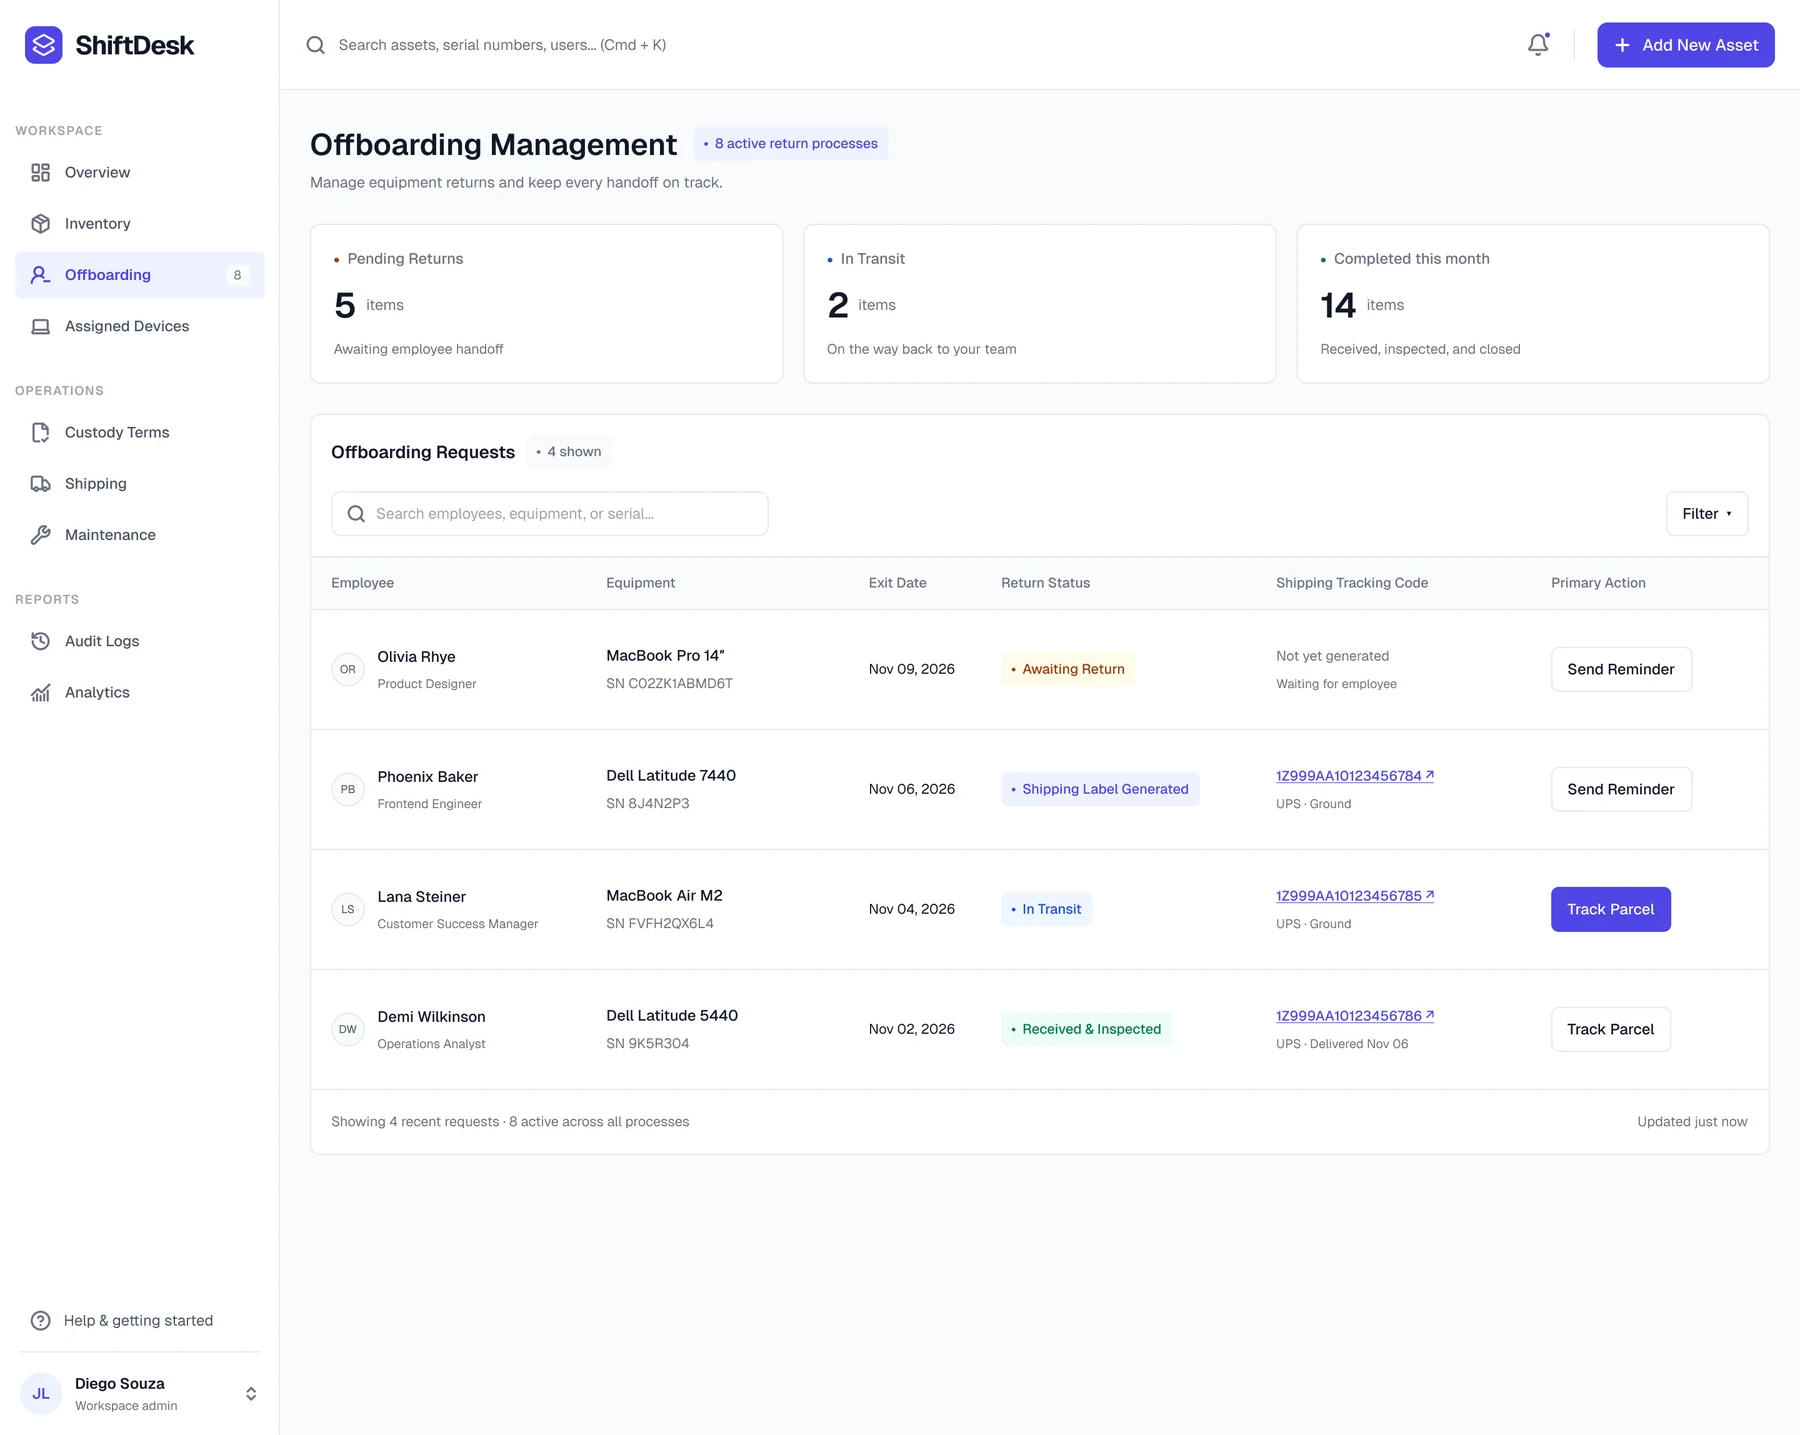 ShiftDesk
Search assets, serial numbers, users... (Cmd + K)
Add New Asset
WORKSPACE
Overview
Inventory
Offboarding 8
Assigned Devices
OPERATIONS
Custody Terms
Shipping
Maintenance
REPORTS
Audit Logs
Analytics
Help & getting started
JL
Diego Souza
Workspace admin
Offboarding Management
• 8 active return processes
Manage equipment returns and keep every handoff on track.
• Pending Returns
5 items
Awaiting employee handoff
• In Transit
2 items
On the way back to your team
• Completed this month
14 items
Received, inspected, and closed
Offboarding Requests • 4 shown
Search employees, equipment, or serial...
Filter ▾
Employee Equipment Exit Date Return Status Shipping Tracking Code Primary Action
OR
Olivia Rhye
Product Designer
MacBook Pro 14″
SN C02ZK1ABMD6T
Nov 09, 2026
• Awaiting Return
Not yet generated
Waiting for employee
Send Reminder
PB
Phoenix Baker
Frontend Engineer
Dell Latitude 7440
SN 8J4N2P3
Nov 06, 2026
• Shipping Label Generated
1Z999AA10123456784 ↗
UPS · Ground
Send Reminder
LS
Lana Steiner
Customer Success Manager
MacBook Air M2
SN FVFH2QX6L4
Nov 04, 2026
• In Transit
1Z999AA10123456785 ↗
UPS · Ground
Track Parcel
DW
Demi Wilkinson
Operations Analyst
Dell Latitude 5440
SN 9K5R304
Nov 02, 2026
• Received & Inspected
1Z999AA10123456786 ↗
UPS · Delivered Nov 06
Track Parcel
Showing 4 recent requests · 8 active across all processes
Updated just now